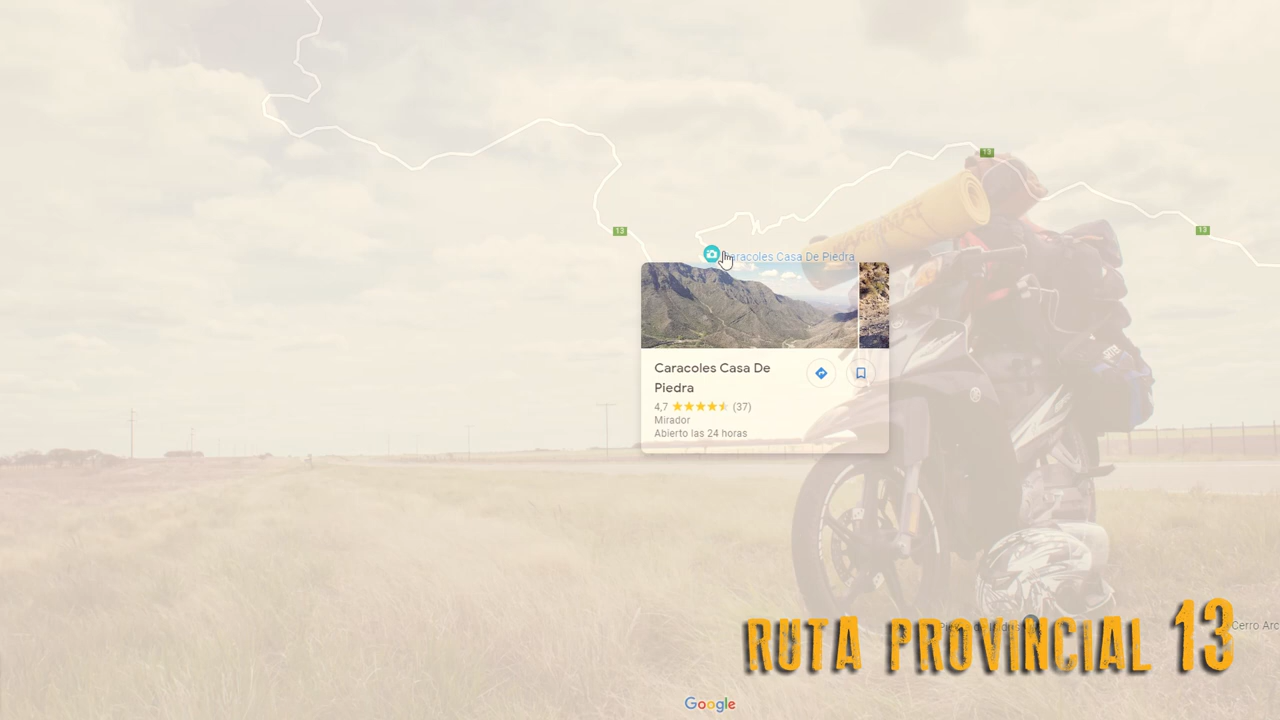 13
13
13
Caracoles Casa De Piedra
Caracoles Casa De
Piedra
4,7 (37)
Mirador
Abierto las 24 horas
RUTA PROVINCIAL 13
Cerro Arc
Google